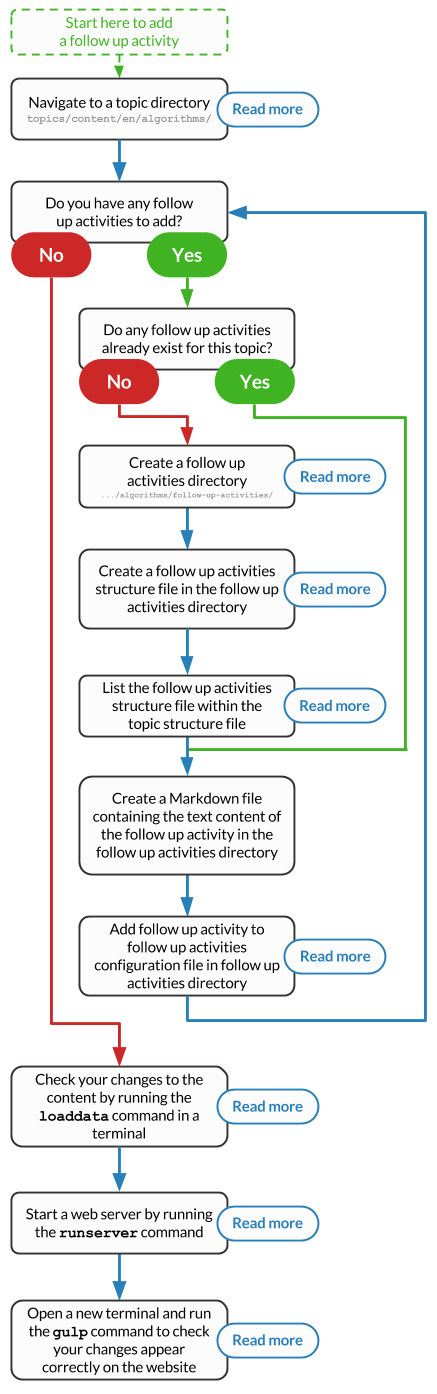 Start here to add
a follow up activity
Navigate to a topic directory
topics/content/en/algorithms/
Read more
Do you have any follow
up activities to add?
No
Yes
Do any follow up activities
already exist for this topic?
No
Yes
Create a follow up
activities directory
.../algorithms/follow-up-activities/
Read more
Create a follow up activities
structure file in the follow up
activities directory
Read more
List the follow up activities
structure file within the
topic structure file
Read more
Create a Markdown file
containing the text content of
the follow up activity in the
follow up activities directory
Add follow up activity to
follow up activities
configuration file in follow up
activities directory
Read more
Check your changes to the
content by running the
loaddata command in a
terminal
Read more
Start a web server by running
the runserver command
Read more
Open a new terminal and run
the gulp command to check
your changes appear
correctly on the website
Read more